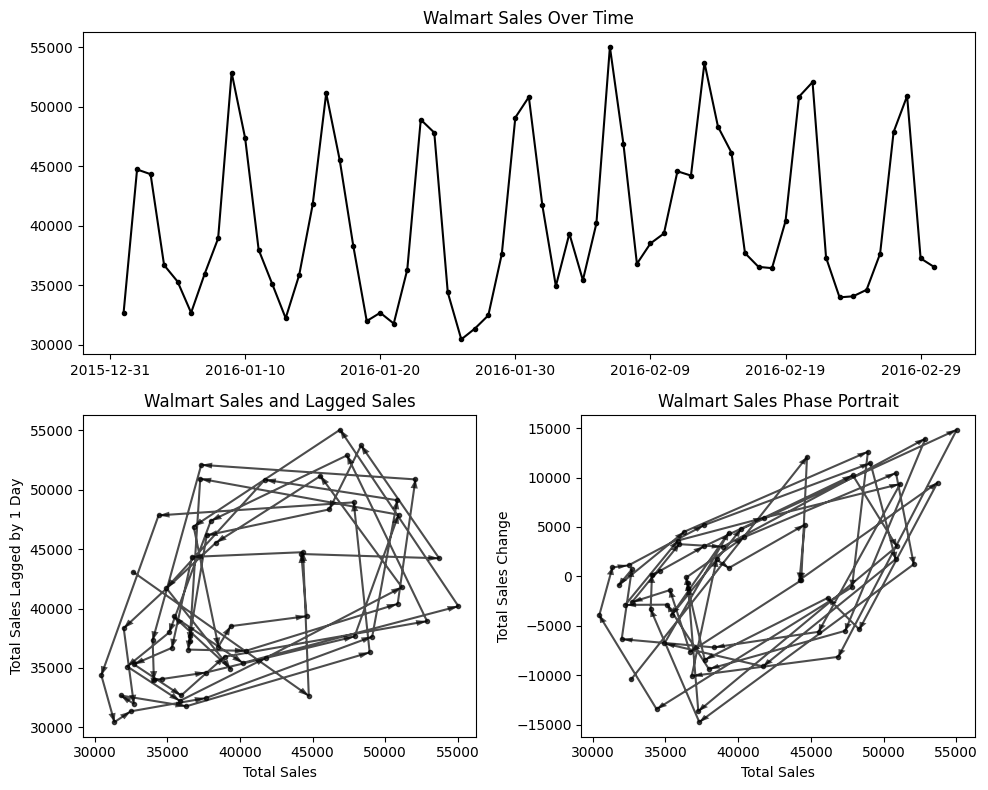 Walmart Sales Over Time
55000
50000
45000
40000
35000
30000
2015-12-31 2016-01-10 2016-01-20 2016-01-30 2016-02-09 2016-02-19 2016-02-29
Walmart Sales and Lagged Sales
Total Sales Lagged by 1 Day
55000
50000
45000
40000
35000
30000
30000 35000 40000 45000 50000 55000
Total Sales
Walmart Sales Phase Portrait
Total Sales Change
15000
10000
5000
0
−5000
−10000
−15000
30000 35000 40000 45000 50000 55000
Total Sales